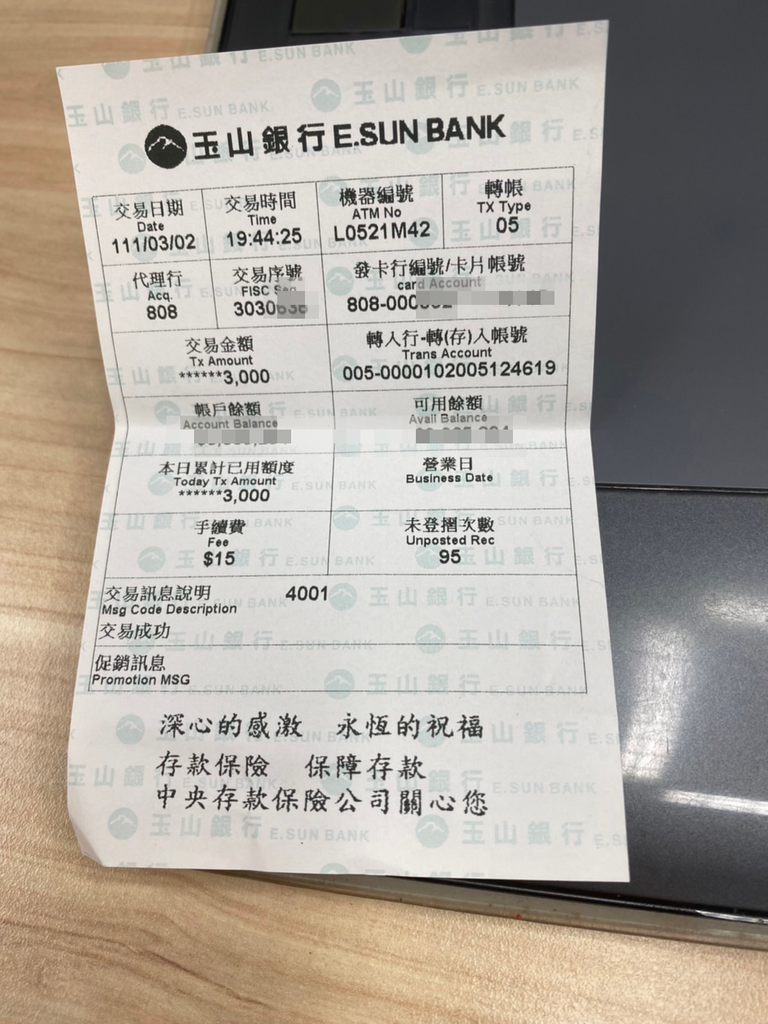 玉山銀行 E.SUN BANK
交易日期 交易時間 機器編號 轉帳
Date Time ATM No TX Type
111/03/02 19:44:25 L0521M42 05
代理行 交易序號 發卡行編號/卡片帳號
Acq. FISC card Account
808 3030 808-000
交易金額 轉入行-轉(存)入帳號
Tx Amount Trans Account
******3,000 005-0000102005124619
帳戶餘額 可用餘額
Account Balance Avail Balance
本日累計已用額度 營業日
Today Tx Amount Business Date
******3,000
手續費 未登摺次數
Fee Unposted Rec
$15 95
交易訊息說明 4001
Msg Code Description
交易成功
促銷訊息
Promotion MSG
深心的感激 永恆的祝福
存款保險 保障存款
中央存款保險公司關心您